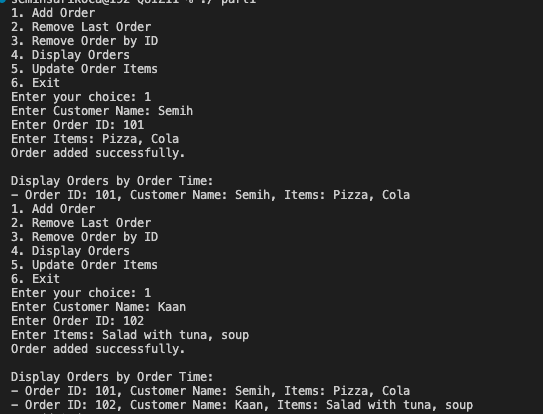 1. Add Order
2. Remove Last Order
3. Remove Order by ID
4. Display Orders
5. Update Order Items
6. Exit
Enter your choice: 1
Enter Customer Name: Semih
Enter Order ID: 101
Enter Items: Pizza, Cola
Order added successfully.
Display Orders by Order Time:
- Order ID: 101, Customer Name: Semih, Items: Pizza, Cola
1. Add Order
2. Remove Last Order
3. Remove Order by ID
4. Display Orders
5. Update Order Items
6. Exit
Enter your choice: 1
Enter Customer Name: Kaan
Enter Order ID: 102
Enter Items: Salad with tuna, soup
Order added successfully.
Display Orders by Order Time:
- Order ID: 101, Customer Name: Semih, Items: Pizza, Cola
- Order ID: 102, Customer Name: Kaan, Items: Salad with tuna, soup